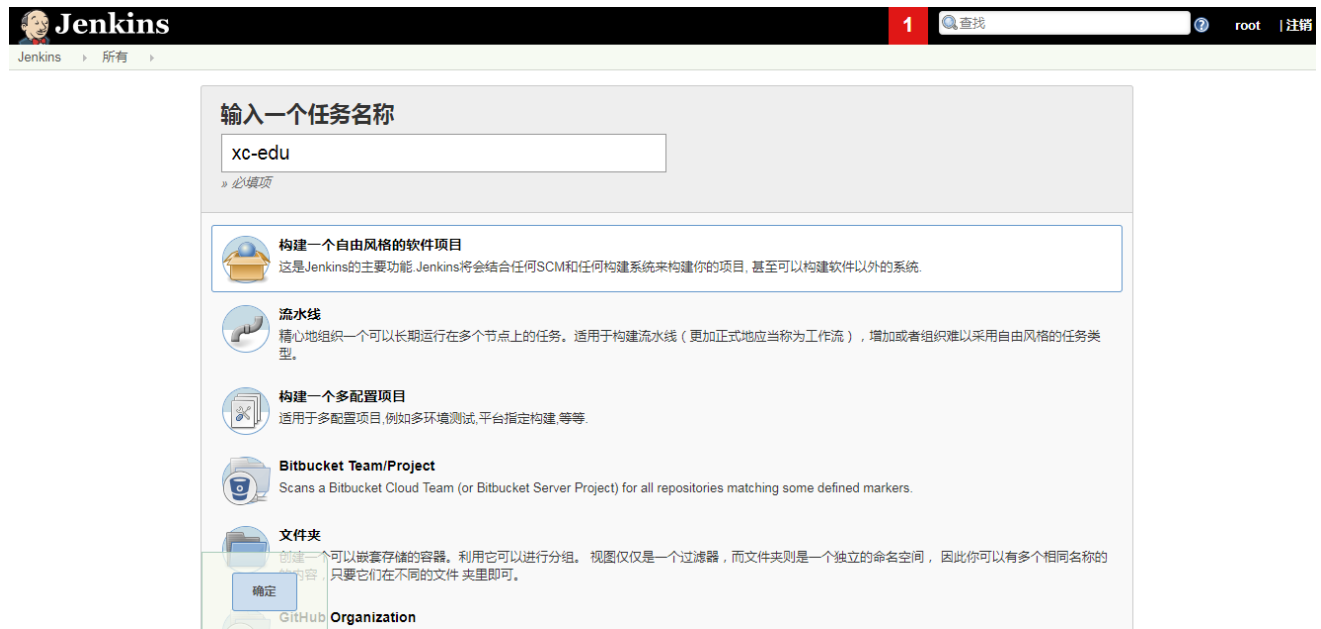 Jenkins
1
查找
root
|注销
Jenkins
所有
输入一个任务名称
xc-edu
» 必填项
构建一个自由风格的软件项目
这是Jenkins的主要功能.Jenkins将会结合任何SCM和任何构建系统来构建你的项目, 甚至可以构建软件以外的系统.
流水线
精心地组织一个可以长期运行在多个节点上的任务。适用于构建流水线（更加正式地应当称为工作流），增加或者组织难以采用自由风格的任务类
型。
构建一个多配置项目
适用于多配置项目,例如多环境测试,平台指定构建,等等.
Bitbucket Team/Project
Scans a Bitbucket Cloud Team (or Bitbucket Server Project) for all repositories matching some defined markers.
文件夹
创建一个可以嵌套存储的容器。利用它可以进行分组。 视图仅仅是一个过滤器，而文件夹则是一个独立的命名空间， 因此你可以有多个相同名称的
的内容，只要它们在不同的文件 夹里即可。
确定
GitHub Organization